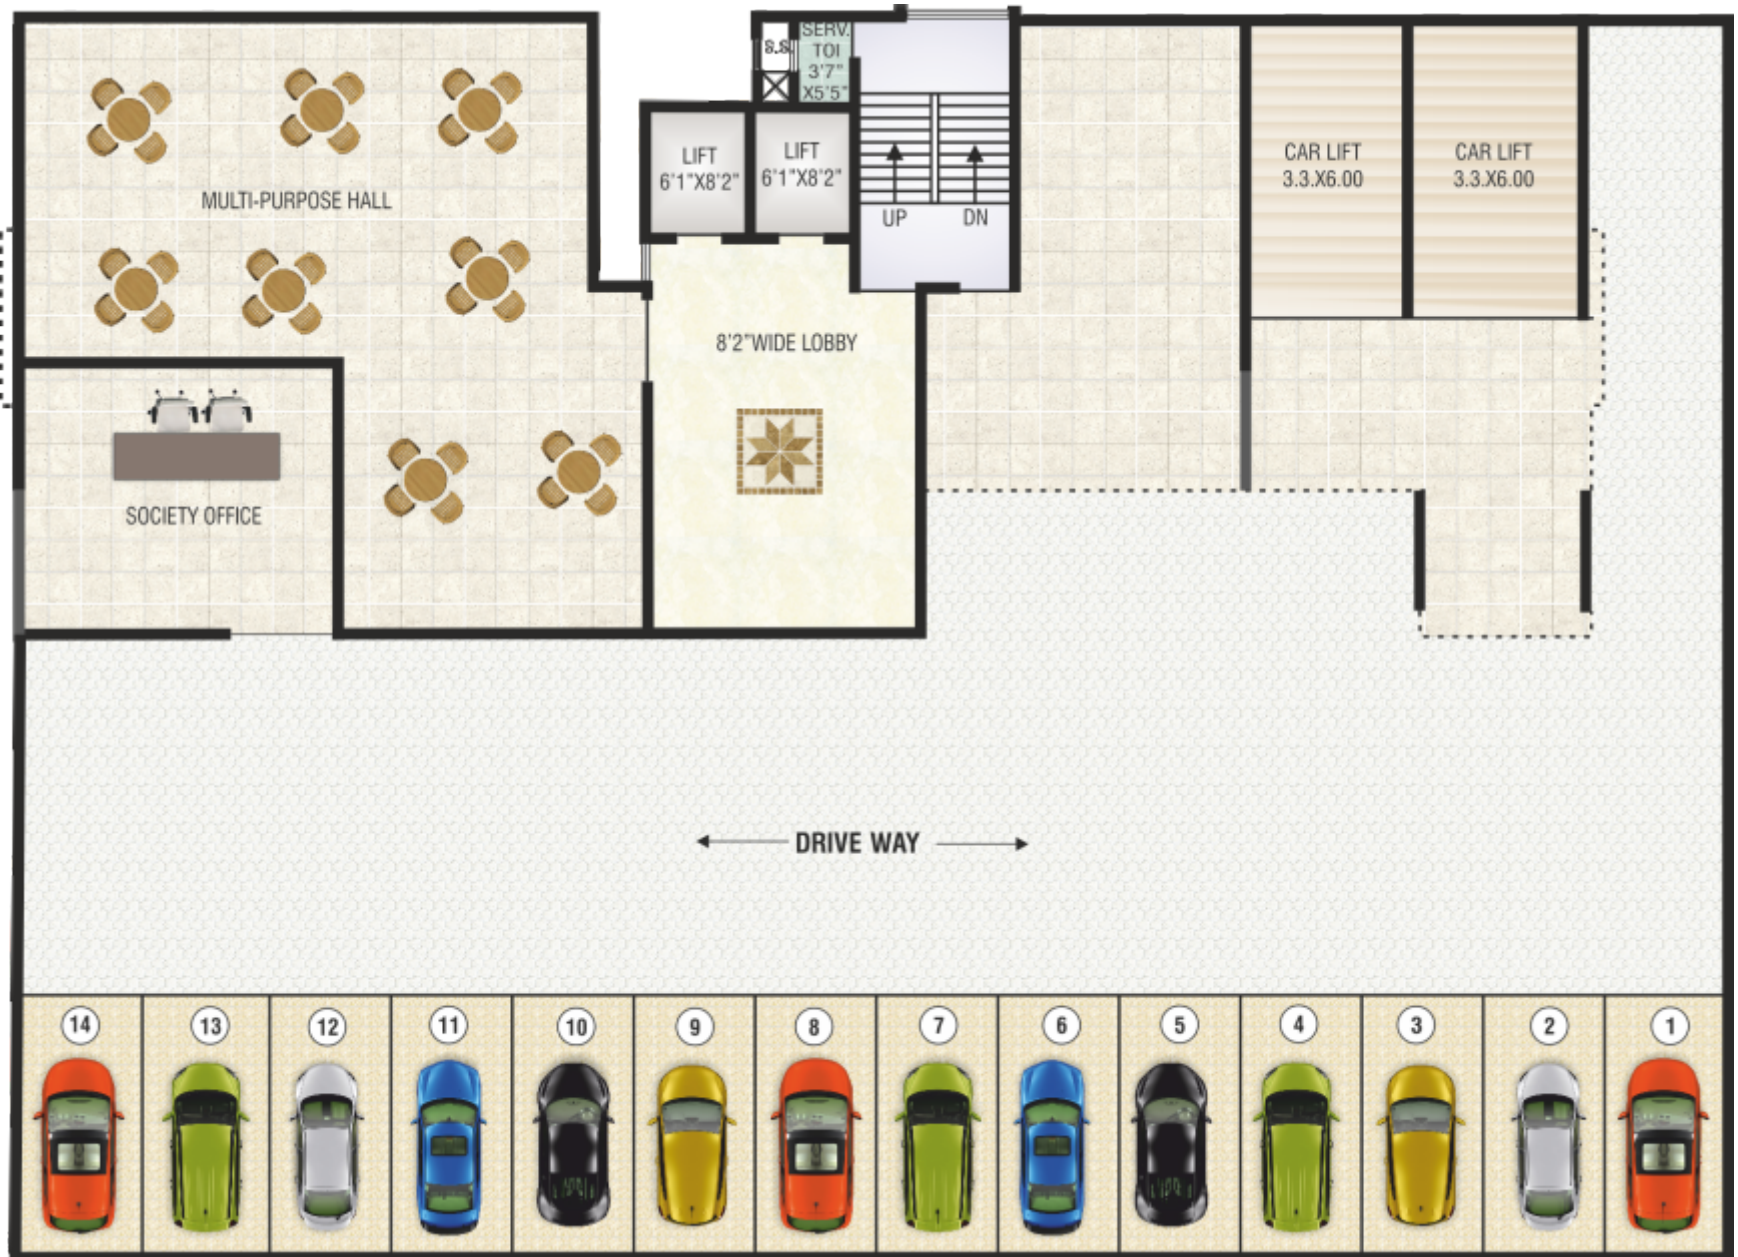 S.S.
SERV.
TOI
3'7"
X5'5"
LIFT
6'1"X8'2"
LIFT
6'1"X8'2"
UP
DN
CAR LIFT
3.3.X6.00
CAR LIFT
3.3.X6.00
MULTI-PURPOSE HALL
8'2"WIDE LOBBY
SOCIETY OFFICE
DRIVE WAY
14
13
12
11
10
9
8
7
6
5
4
3
2
1